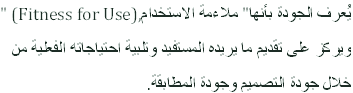 يُعرف الجودة بأنها" ملاءمة الاستخدام(Fitness for Use) "
ويركز على تقديم ما يريده المستفيد وتلبية احتياجاته الفعلية من
خلال جودة التصميم وجودة المطابقة.